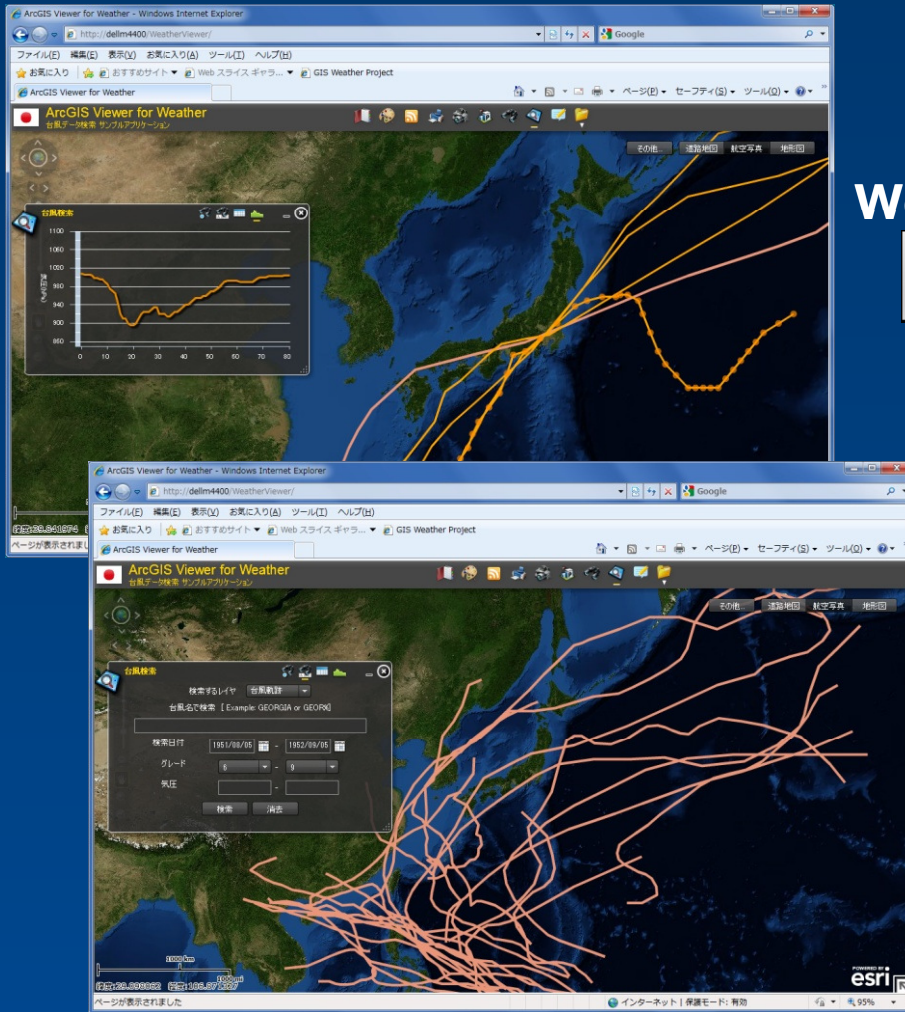 ArcGIS Viewer for Weather - Windows Internet Explorer
http://dellm4400/WeatherViewer/
Google
ファイル(F) 編集(E) 表示(V) お気に入り(A) ツール(T) ヘルプ(H)
お気に入り おすすめサイト Web スライス ギャラ... GIS Weather Project
ArcGIS Viewer for Weather
ページ(P) セーフティ(S) ツール(O)
ArcGIS Viewer for Weather
台風データ検索 サンプルアプリケーション
その他... 道路地図 航空写真 地形図
台風検索
1100
1060
1020
980
940
900
860
0 10 20 30 40 50 60 70 80
W
ページが表示されまし
ArcGIS Viewer for Weather - Windows Internet Explorer
http://dellm4400/WeatherViewer/
Google
ファイル(F) 編集(E) 表示(V) お気に入り(A) ツール(T) ヘルプ(H)
お気に入り おすすめサイト Web スライス ギャラ... GIS Weather Project
ArcGIS Viewer for Weather
ページ(P) セーフティ(S) ツール(O)
ArcGIS Viewer for Weather
台風データ検索 サンプルアプリケーション
その他... 道路地図 航空写真 地形図
台風検索
検索するレイヤ 台風軌跡
台風名で検索 [ Example: GEORGIA or GEOR%]
検索日付 1951/09/05 - 1952/09/05
グレード 6 - 9
気圧 -
検索 消去
1000 km
POWERED BY
esri
ページが表示されました
インターネット | 保護モード: 有効 95%